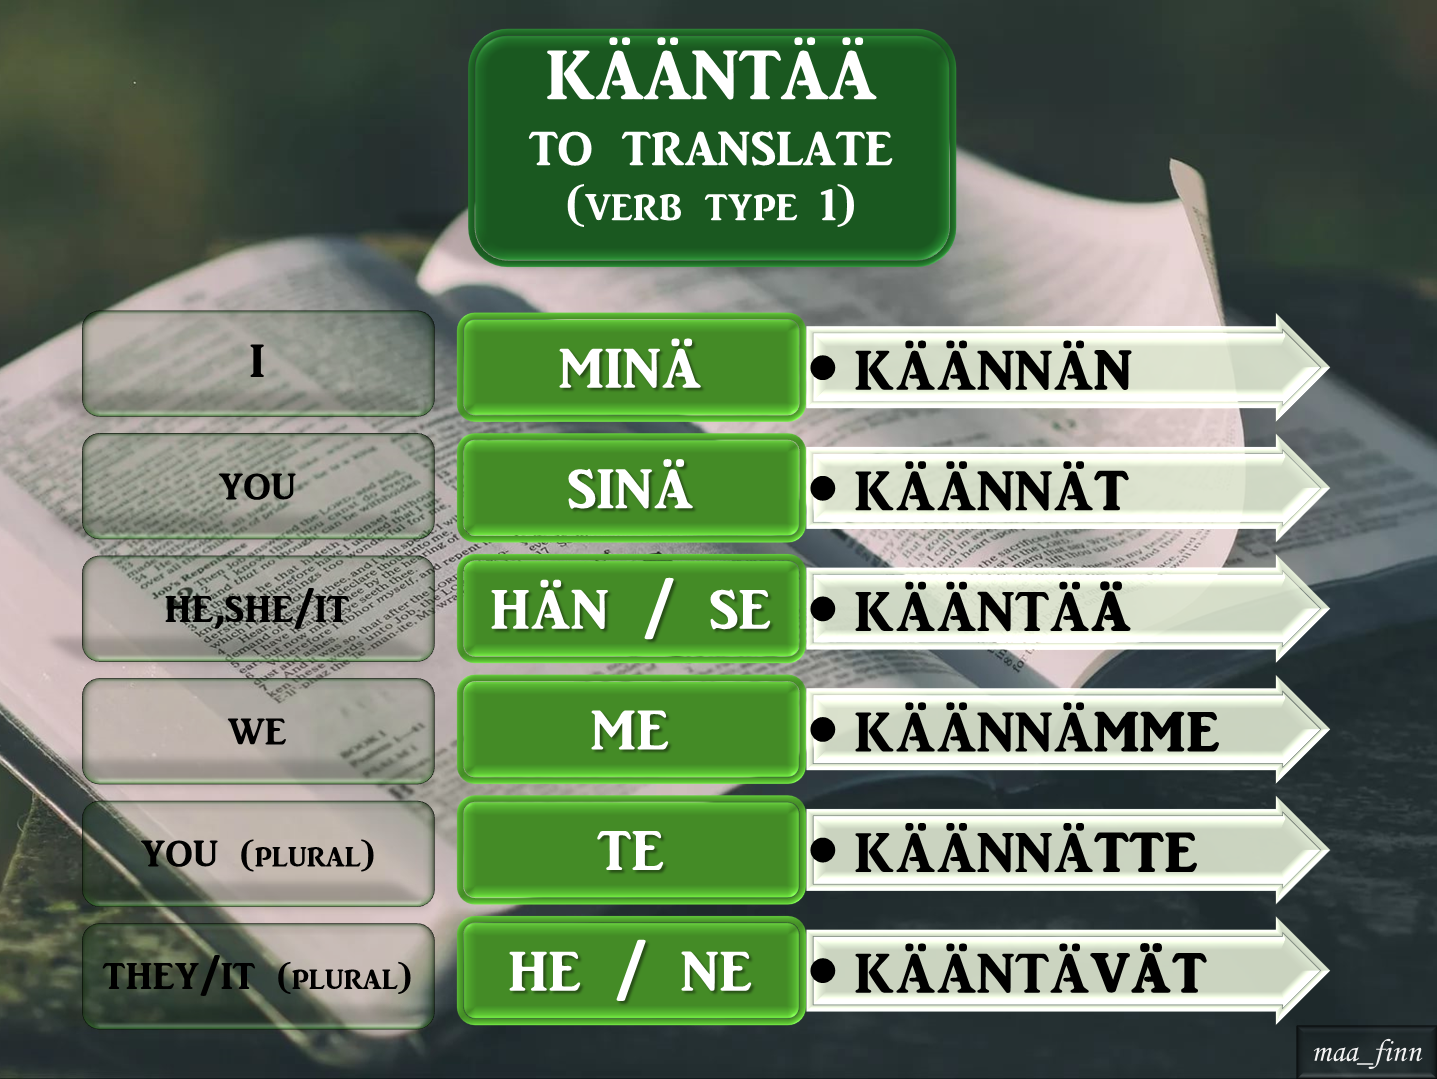 KÄÄNTÄÄ
TO TRANSLATE
(VERB TYPE 1)
I MINÄ • KÄÄNNÄN
YOU SINÄ • KÄÄNNÄT
HE,SHE/IT HÄN / SE • KÄÄNTÄÄ
WE ME • KÄÄNNÄMME
YOU (PLURAL) TE • KÄÄNNÄTTE
THEY/IT (PLURAL) HE / NE • KÄÄNTÄVÄT
maa_finn